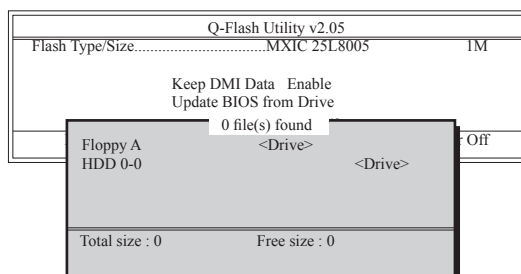 Q-Flash Utility v2.05
Flash Type/Size.............................MXIC 25L8005 1M
Keep DMI Data Enable
Update BIOS from Drive
0 file(s) found
Floppy A <Drive>
HDD 0-0 <Drive>
Off
Total size : 0 Free size : 0